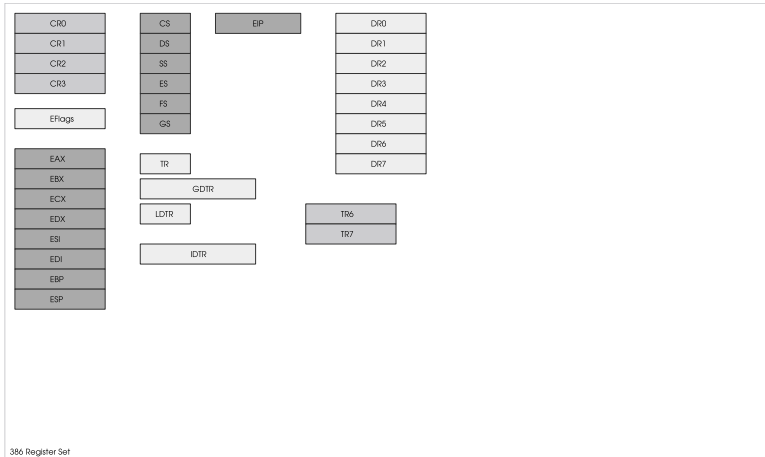 CR0
CR1
CR2
CR3
EFlags
EAX
EBX
ECX
EDX
ESI
EDI
EBP
ESP
CS
DS
SS
ES
FS
GS
TR
GDTR
LDTR
IDTR
EIP
DR0
DR1
DR2
DR3
DR4
DR5
DR6
DR7
TR6
TR7
386 Register Set